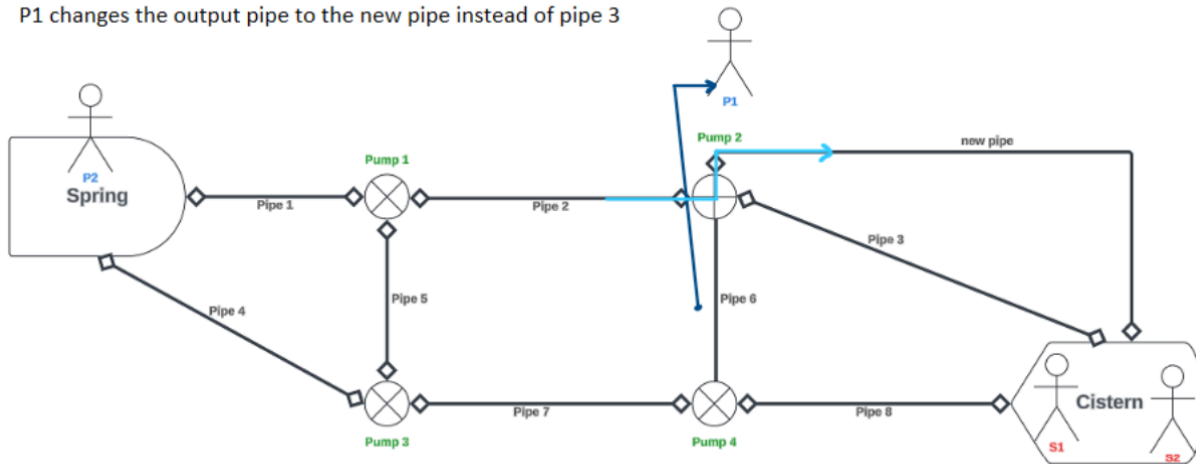 P1 changes the output pipe to the new pipe instead of pipe 3
P1
Pump 2
new pipe
Pump 1
P2
Spring
Pipe 1
Pipe 2
Pipe 3
Pipe 5
Pipe 6
Pipe 4
Cistern
Pipe 7
Pipe 8
Pump 3
Pump 4
S1
S2